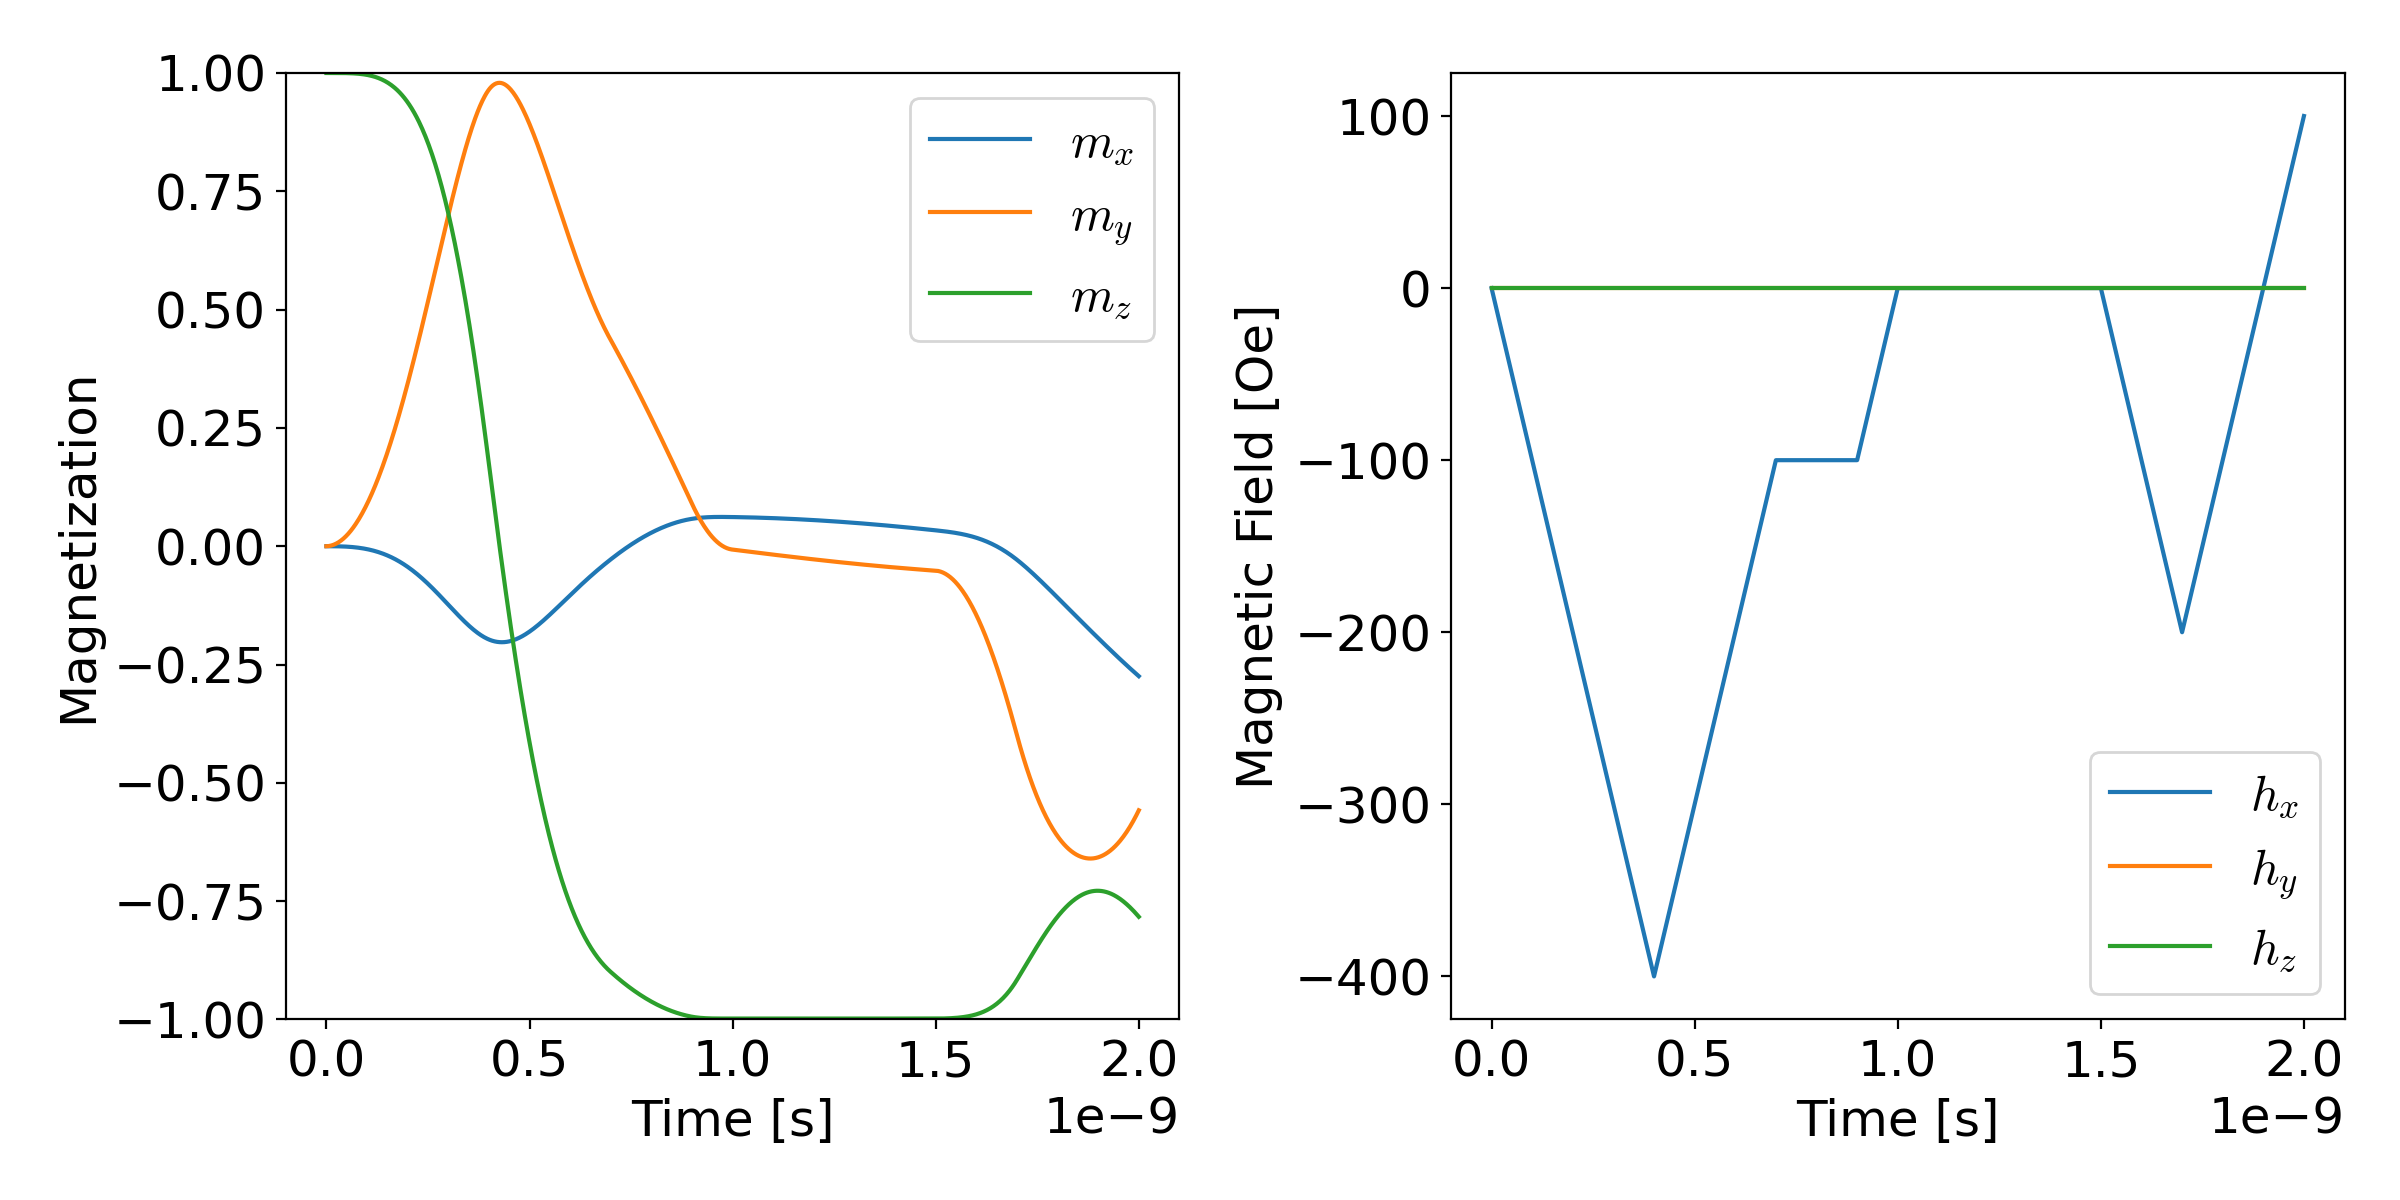 Magnetization
1.00
0.75
0.50
0.25
0.00
−0.25
−0.50
−0.75
−1.00
0.0 0.5 1.0 1.5 2.0
Time [s]
1e−9
m_x
m_y
m_z
Magnetic Field [Oe]
100
0
−100
−200
−300
−400
0.0 0.5 1.0 1.5 2.0
Time [s]
1e−9
h_x
h_y
h_z